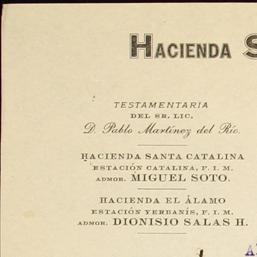 HACIENDA S
TESTAMENTARIA
DEL SR. LIC.
D. Pablo Martínez del Río.
HACIENDA SANTA CATALINA
ESTACIÓN CATALINA, F. I. M.
ADMOR. MIGUEL SOTO.
HACIENDA EL ÁLAMO
ESTACIÓN YERBANÍS, F. I. M.
ADMOR. DIONISIO SALAS H.